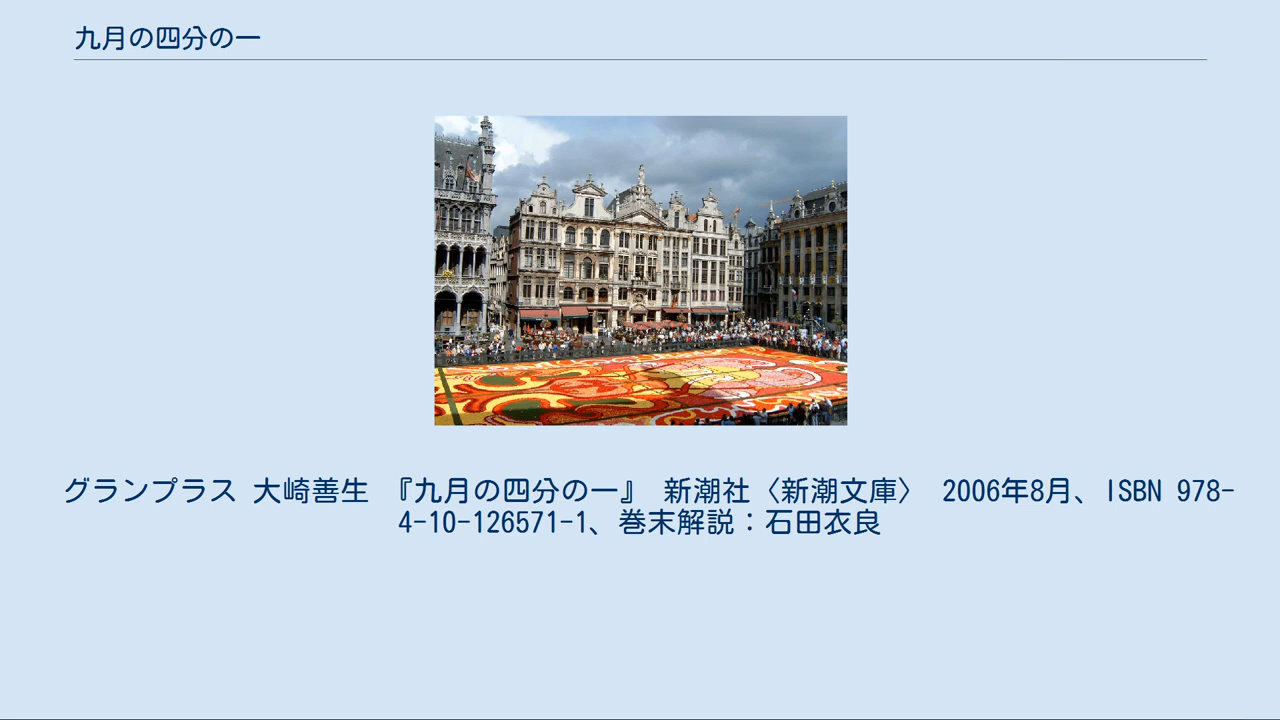 九月の四分の一
グランプラス 大崎善生 『九月の四分の一』 新潮社〈新潮文庫〉 2006年8月、ISBN 978-
4-10-126571-1、巻末解説：石田衣良